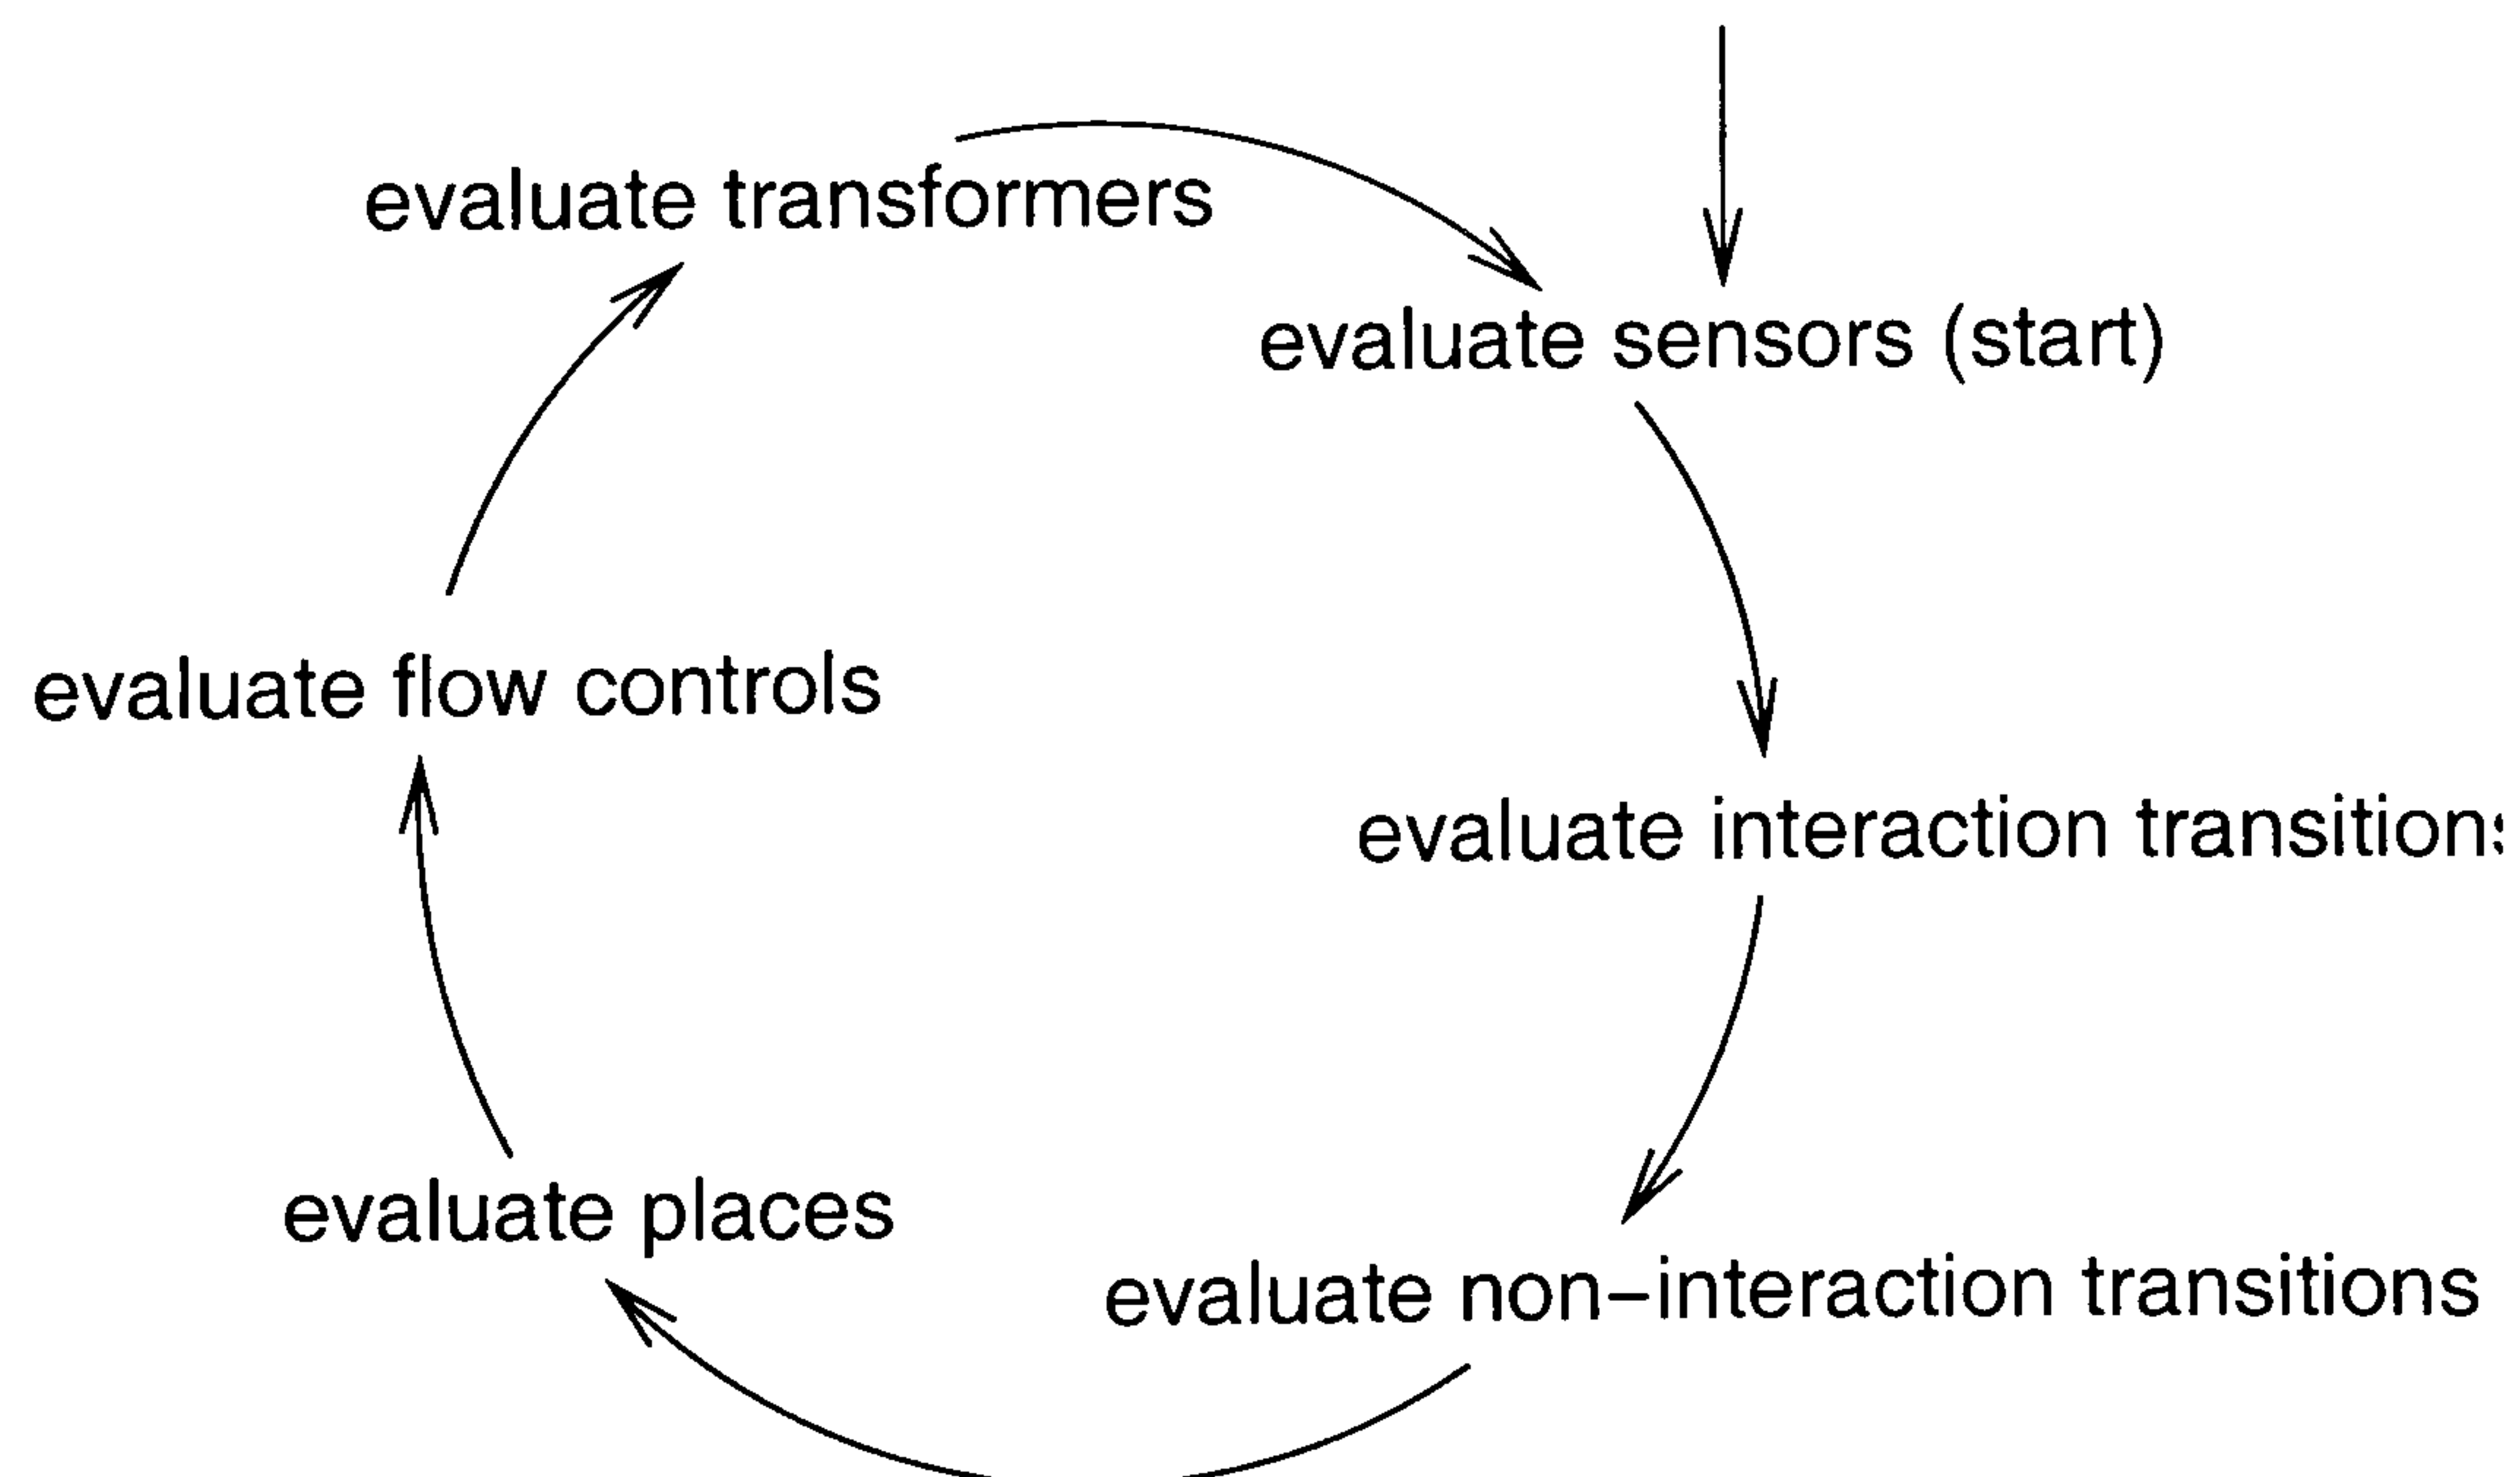 evaluate transformers
evaluate sensors (start)
evaluate flow controls
evaluate interaction transitions
evaluate places
evaluate non–interaction transitions